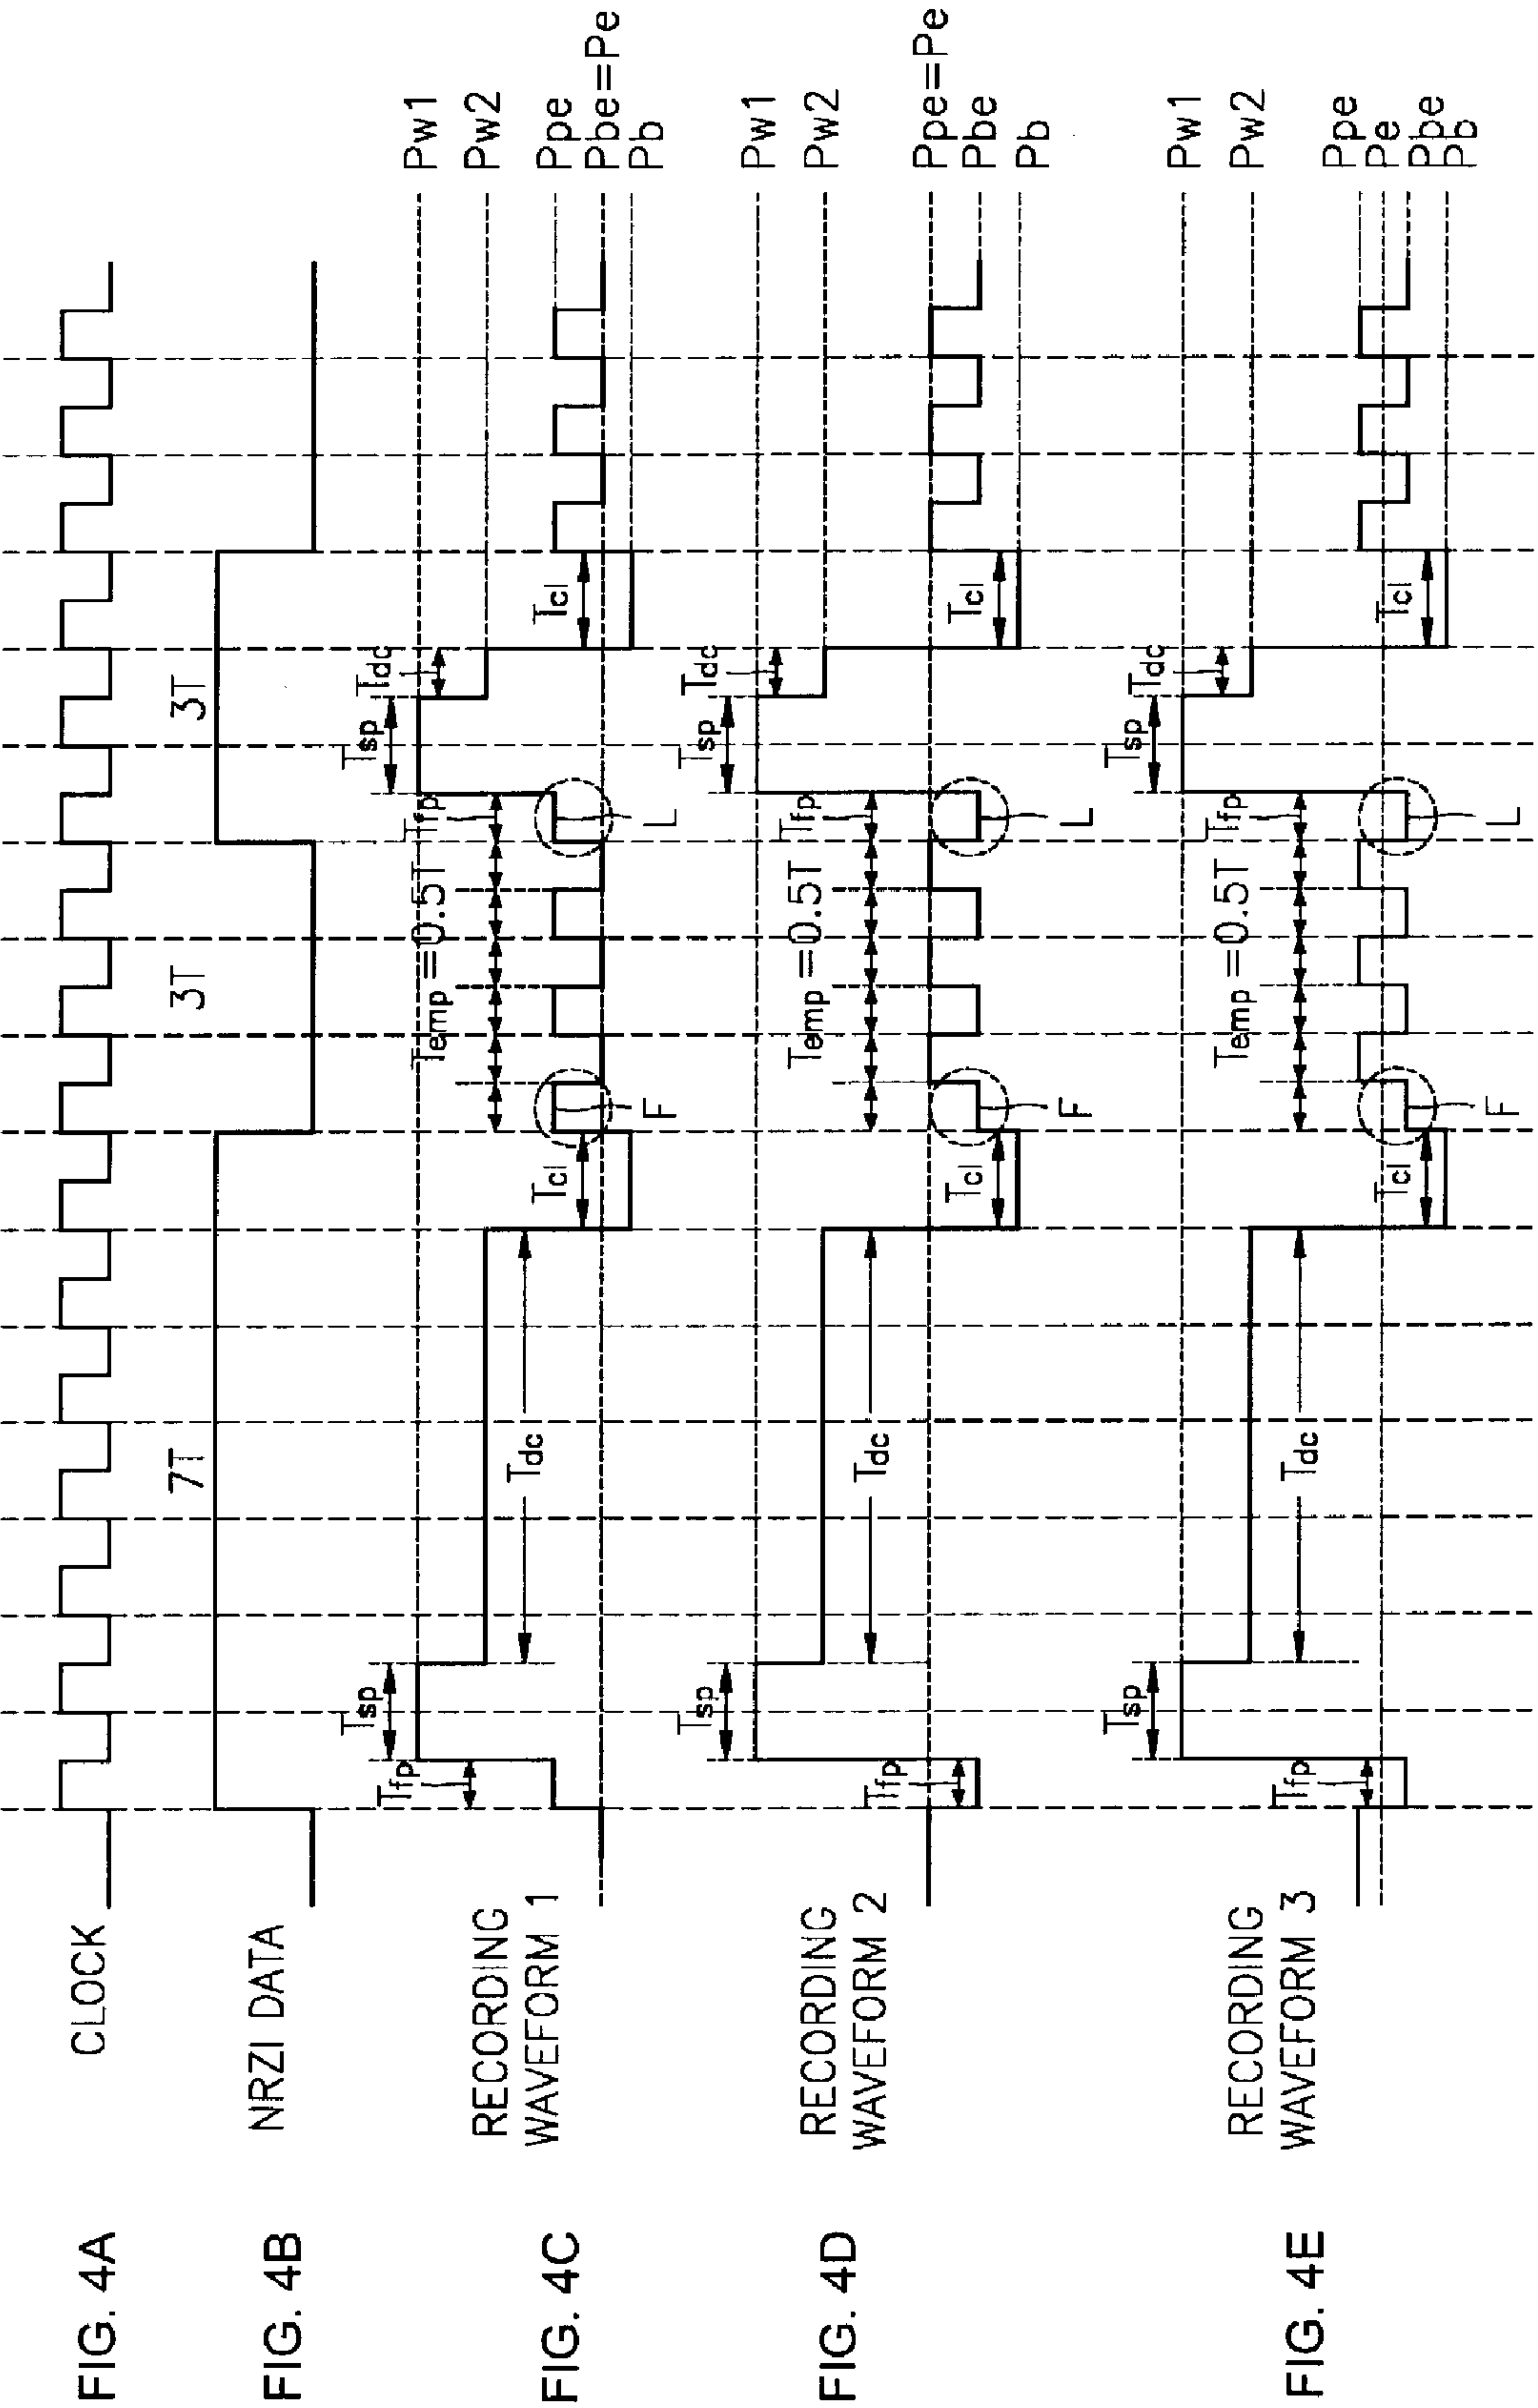 FIG. 4A
CLOCK
FIG. 4B
NRZI DATA
7T
3T
3T
FIG. 4C
RECORDING
WAVEFORM 1
Tfp
Tsp
Tdc
Tcl
F
Temp=0.5T
Tfp
L
Tsp
Tdc
Tcl
Pw1
Pw2
Ppe
Pbe=Pe
Pb
FIG. 4D
RECORDING
WAVEFORM 2
Tfp
Tsp
Tdc
Tcl
F
Temp=0.5T
Tfp
L
Tsp
Tdc
Tcl
Pw1
Pw2
Ppe=Pe
Pbe
Pb
FIG. 4E
RECORDING
WAVEFORM 3
Tfp
Tsp
Tdc
Tcl
F
Temp=0.5T
Tfp
L
Tsp
Tdc
Tcl
Pw1
Pw2
Ppe
Pe
Pbe
Pb